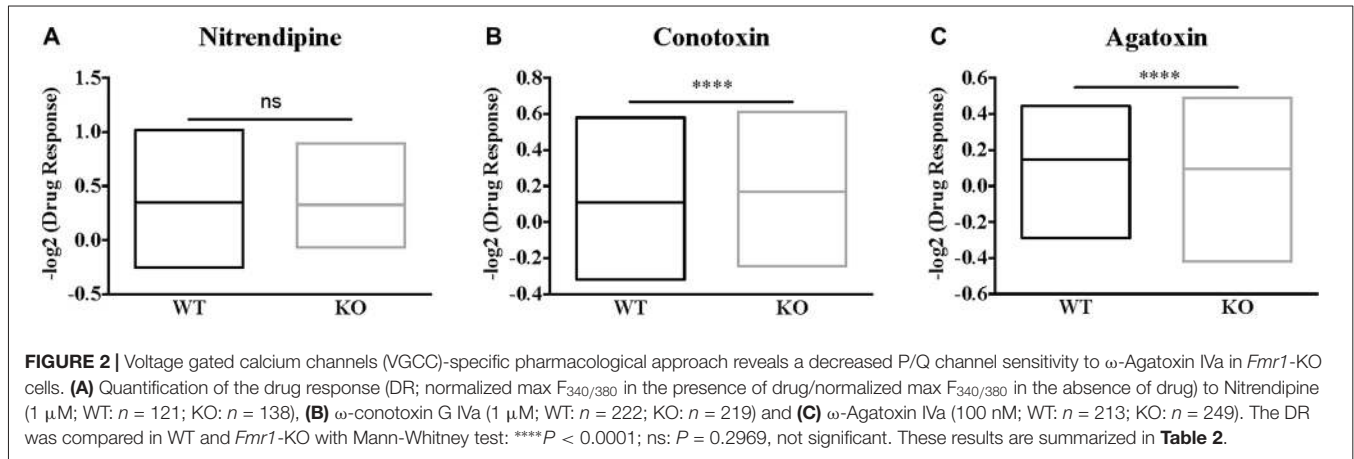 A
Nitrendipine
-log2 (Drug Response)
1.5
1.0
0.5
0.0
-0.5
ns
WT KO
B
Conotoxin
-log2 (Drug Response)
0.8
0.6
0.4
0.2
0.0
-0.2
-0.4
****
WT KO
C
Agatoxin
-log2 (Drug Response)
0.6
0.4
0.2
0.0
-0.2
-0.4
-0.6
****
WT KO
FIGURE 2 | Voltage gated calcium channels (VGCC)-specific pharmacological approach reveals a decreased P/Q channel sensitivity to ω-Agatoxin IVa in Fmr1-KO
cells. (A) Quantification of the drug response (DR; normalized max F340/380 in the presence of drug/normalized max F340/380 in the absence of drug) to Nitrendipine
(1 μM; WT: n = 121; KO: n = 138), (B) ω-conotoxin G IVa (1 μM; WT: n = 222; KO: n = 219) and (C) ω-Agatoxin IVa (100 nM; WT: n = 213; KO: n = 249). The DR
was compared in WT and Fmr1-KO with Mann-Whitney test: ****P < 0.0001; ns: P = 0.2969, not significant. These results are summarized in Table 2.